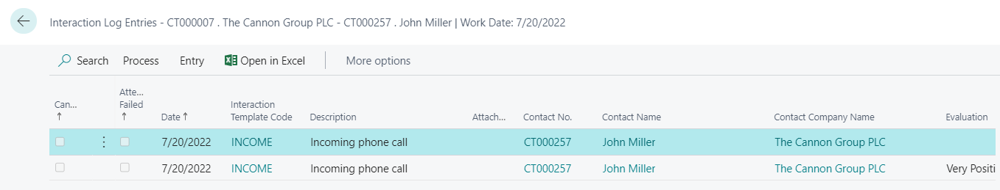 Interaction Log Entries - CT000007 . The Cannon Group PLC - CT000257 . John Miller | Work Date: 7/20/2022
Search Process Entry Open in Excel More options
Can... ↑ Atte... Failed ↑ Date ↑ Interaction Template Code Description Attach... Contact No. Contact Name Contact Company Name Evaluation
7/20/2022 INCOME Incoming phone call CT000257 John Miller The Cannon Group PLC
7/20/2022 INCOME Incoming phone call CT000257 John Miller The Cannon Group PLC Very Positi